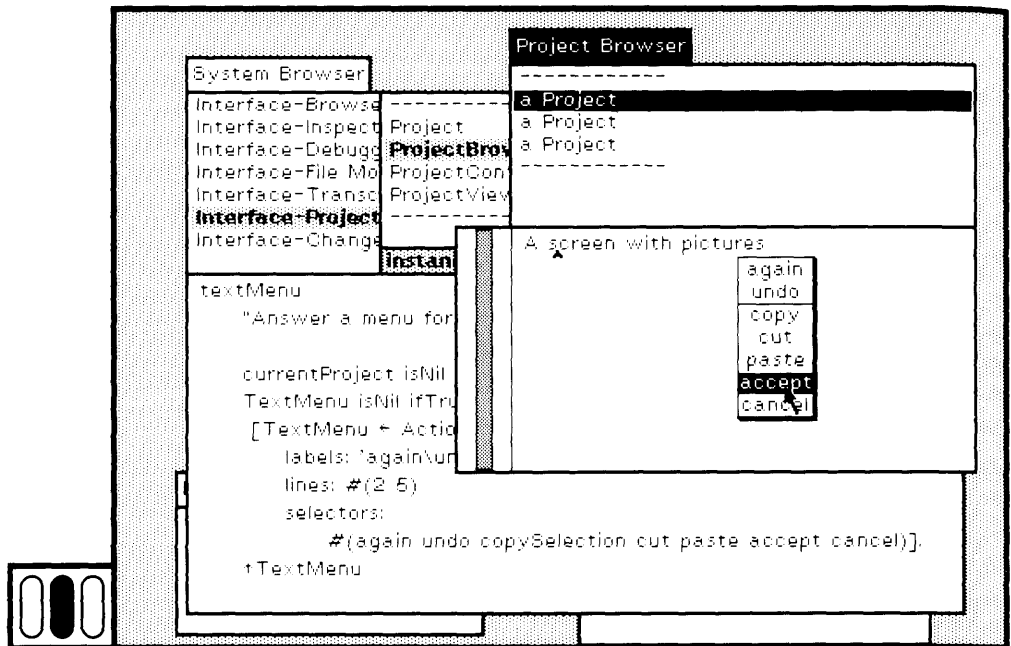 Project Browser
-------------
a Project
a Project
a Project
-------------
System Browser
Interface-Browse
Interface-Inspect
Interface-Debugg
Interface-File Mo
Interface-Transc
Interface-Project
Interface-Change
-----------
Project
ProjectBrow
ProjectCon
ProjectView
-----------
instan
A screen with pictures
again
undo
copy
cut
paste
accept
cancel
textMenu
"Answer a menu for
currentProject isNil
TextMenu isNil ifTru
[TextMenu ← Actio
labels: 'again\un
lines: #(2 5)
selectors:
#(again undo copySelection cut paste accept cancel)].
↑TextMenu